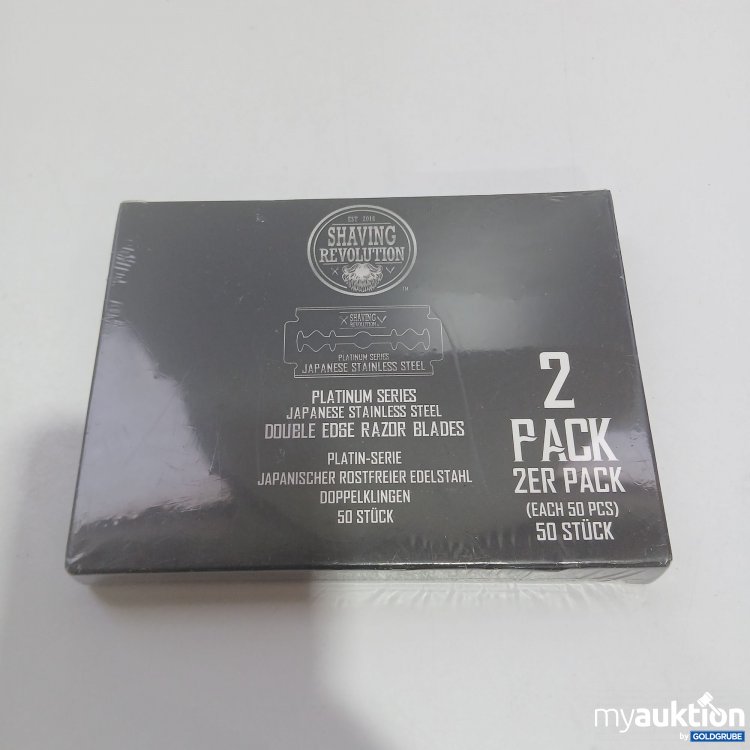 EST 2016
SHAVING
REVOLUTION
TM
SHAVING
REVOLUTION
PLATINUM SERIES
JAPANESE STAINLESS STEEL
PLATINUM SERIES
JAPANESE STAINLESS STEEL
DOUBLE EDGE RAZOR BLADES
PLATIN-SERIE
JAPANISCHER ROSTFREIER EDELSTAHL
DOPPELKLINGEN
50 STÜCK
2
PACK
2ER PACK
(EACH 50 PCS)
50 STÜCK
myauktion
by GOLDGRUBE